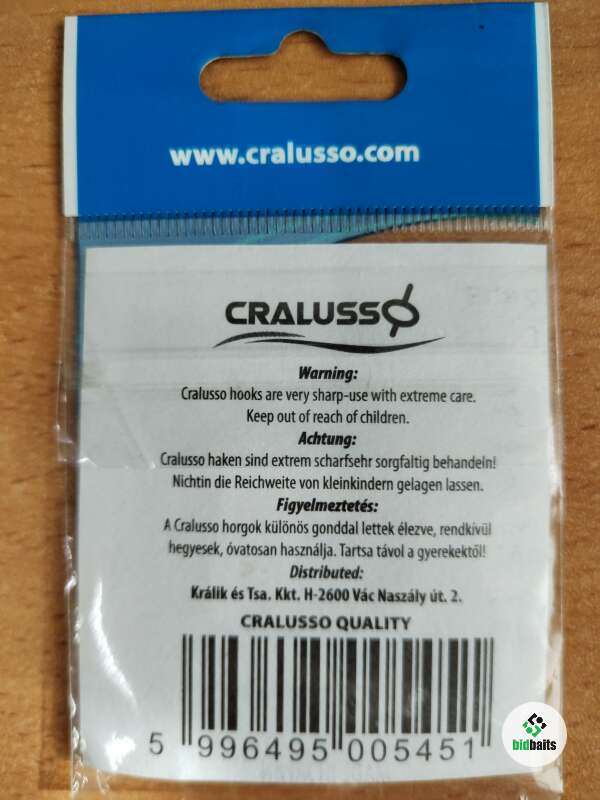 www.cralusso.com
CRALUSSO
Warning:
Cralusso hooks are very sharp-use with extreme care.
Keep out of reach of children.
Achtung:
Cralusso haken sind extrem scharfsehr sorgfaltig behandeln!
Nichtin die Reichweite von kleinkindern gelagen lassen.
Figyelmeztetés:
A Cralusso horgok különös gonddal lettek élezve, rendkívül
hegyesek, óvatosan használja. Tartsa távol a gyerekektől!
Distributed:
Králik és Tsa. Kkt. H-2600 Vác Naszály út. 2.
CRALUSSO QUALITY
5 996495 005451
bidbaits